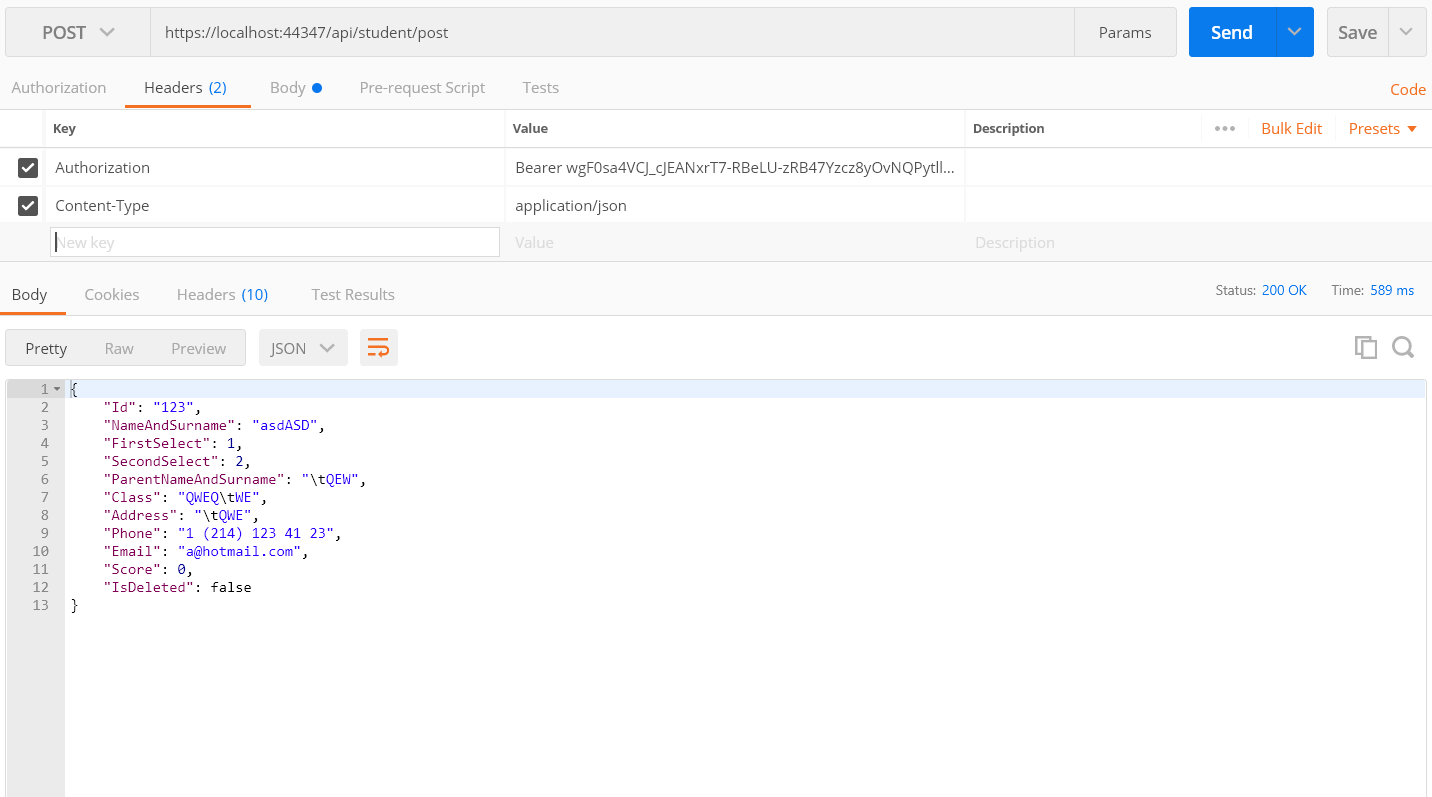 POST https://localhost:44347/api/student/post Params Send Save
Authorization Headers (2) Body Pre-request Script Tests Code
Key Value Description ••• Bulk Edit Presets
Authorization Bearer wgF0sa4VCJ_cJEANxrT7-RBeLU-zRB47Yzcz8yOvNQPytll...
Content-Type application/json
New key Value Description
Body Cookies Headers (10) Test Results Status: 200 OK Time: 589 ms
Pretty Raw Preview JSON
1 {
2 "Id": "123",
3 "NameAndSurname": "asdASD",
4 "FirstSelect": 1,
5 "SecondSelect": 2,
6 "ParentNameAndSurname": "\tQEW",
7 "Class": "QWEQ\tWE",
8 "Address": "\tQWE",
9 "Phone": "1 (214) 123 41 23",
10 "Email": "a@hotmail.com",
11 "Score": 0,
12 "IsDeleted": false
13 }